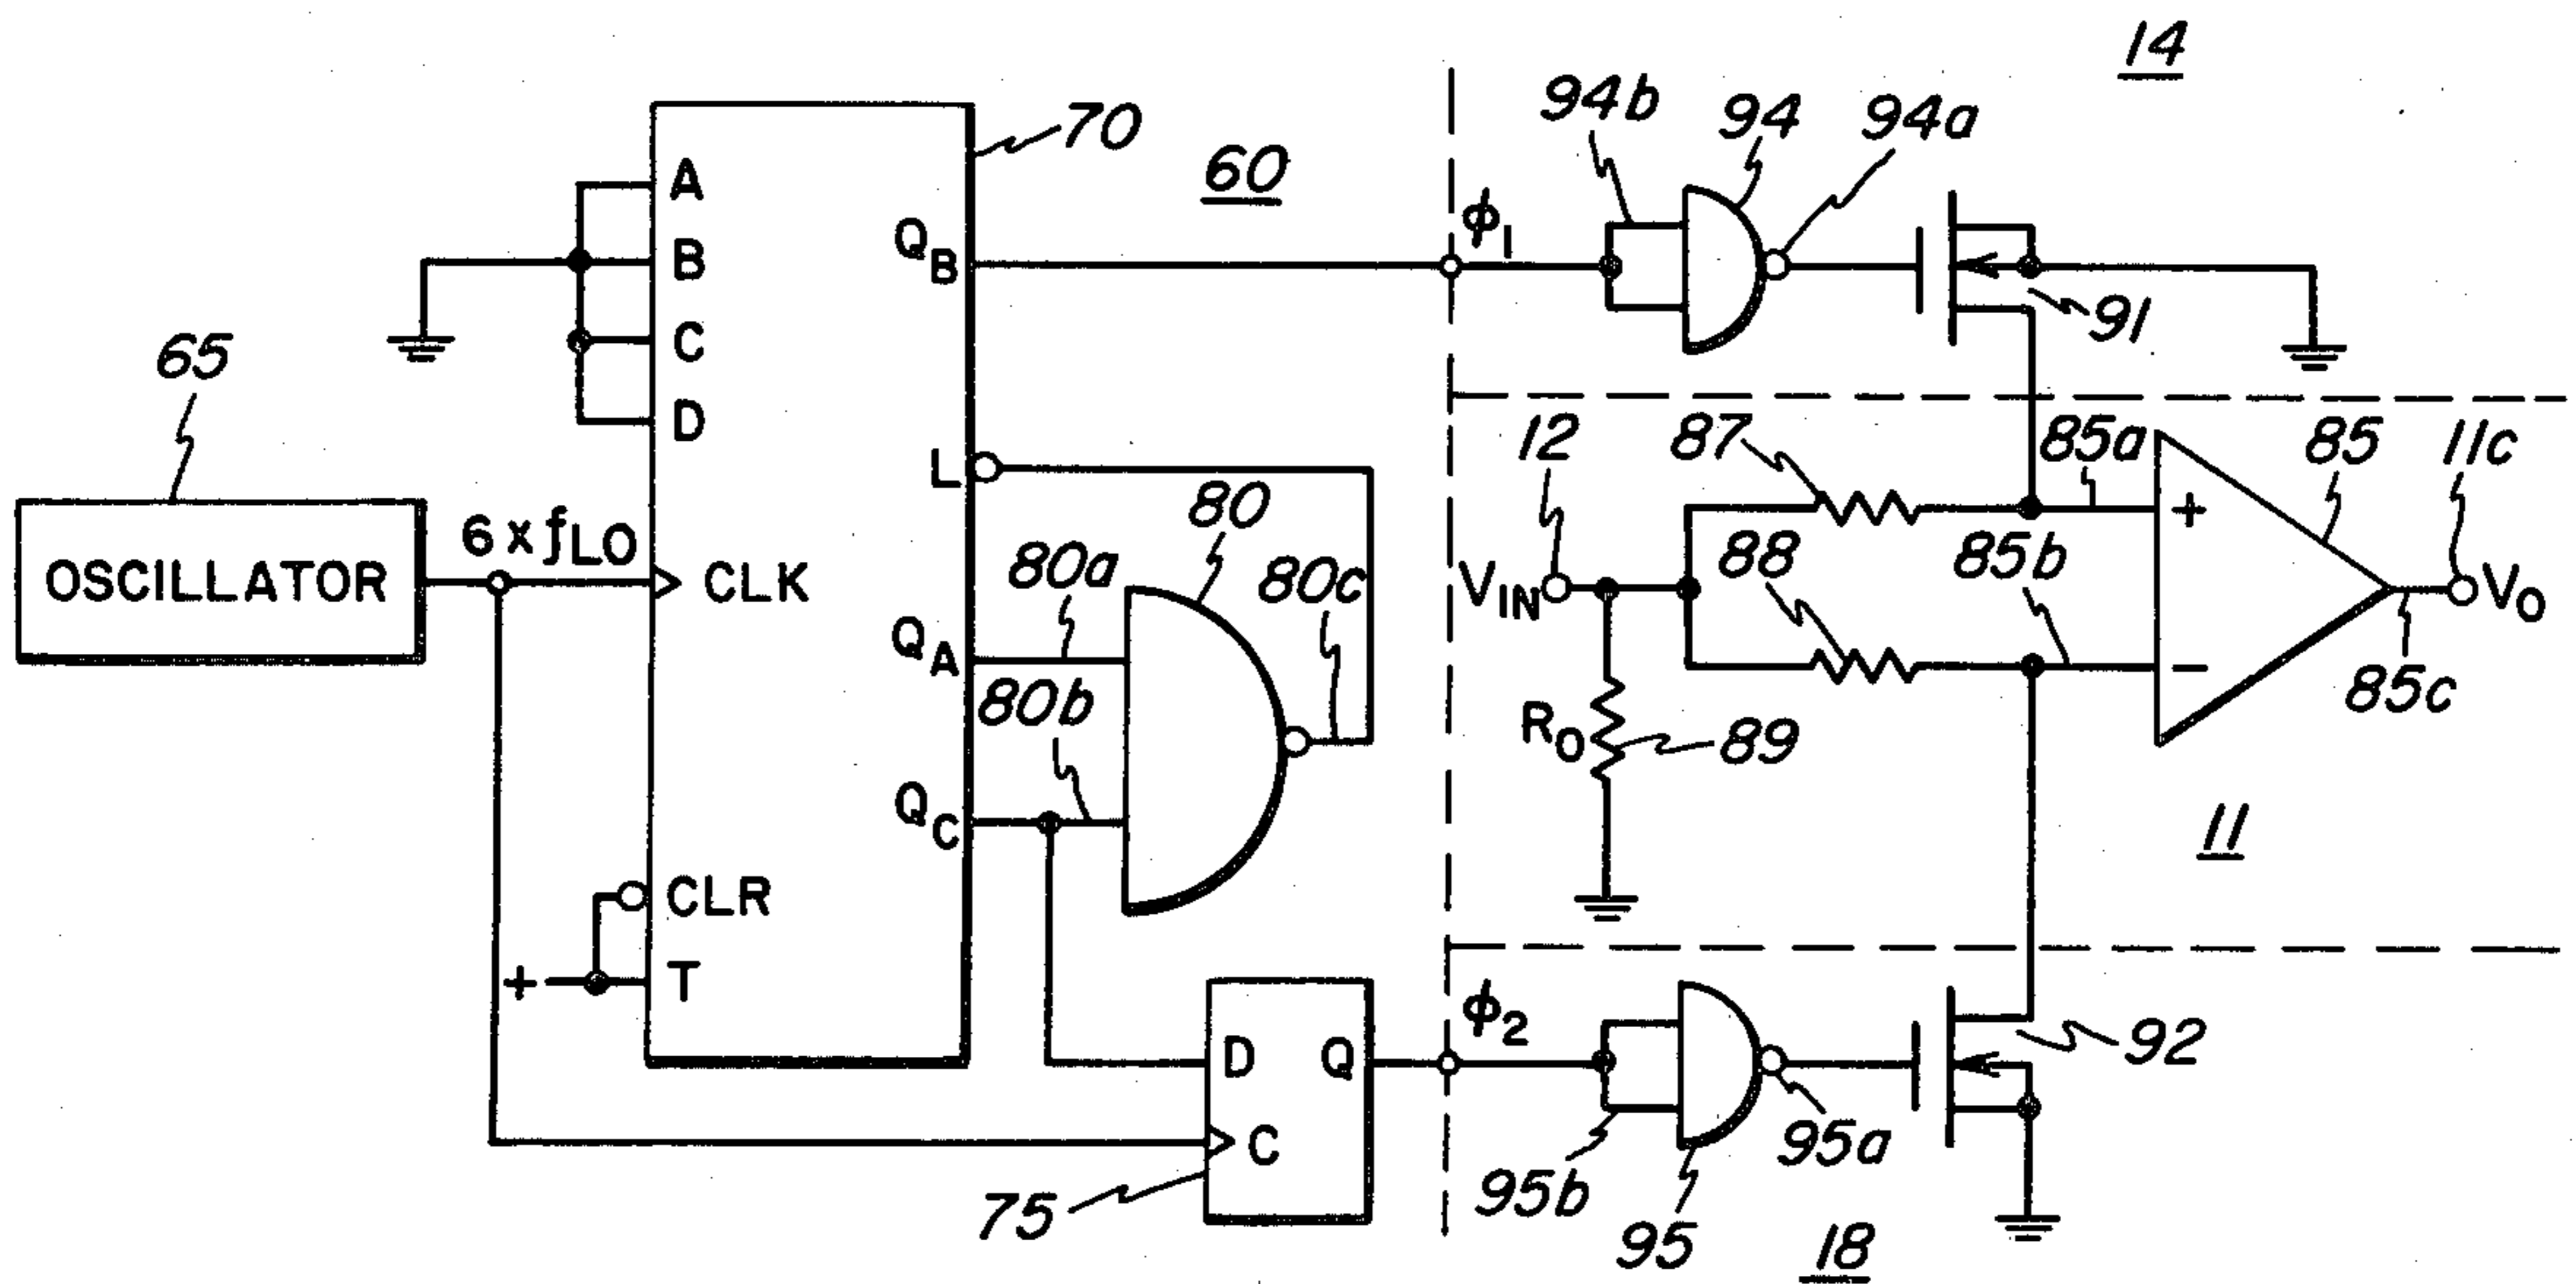 14
94b
94
94a
70
60
A
B
C
D
QB
ϕ1
91
65
12
87
85a
85
11c
L
80
6 x fLO
OSCILLATOR
CLK
80a
80c
VIN
88
85b
+
−
VO
85c
QA
80b
RO
89
QC
11
CLR
+
T
ϕ2
92
D
Q
C
75
95b
95
95a
18